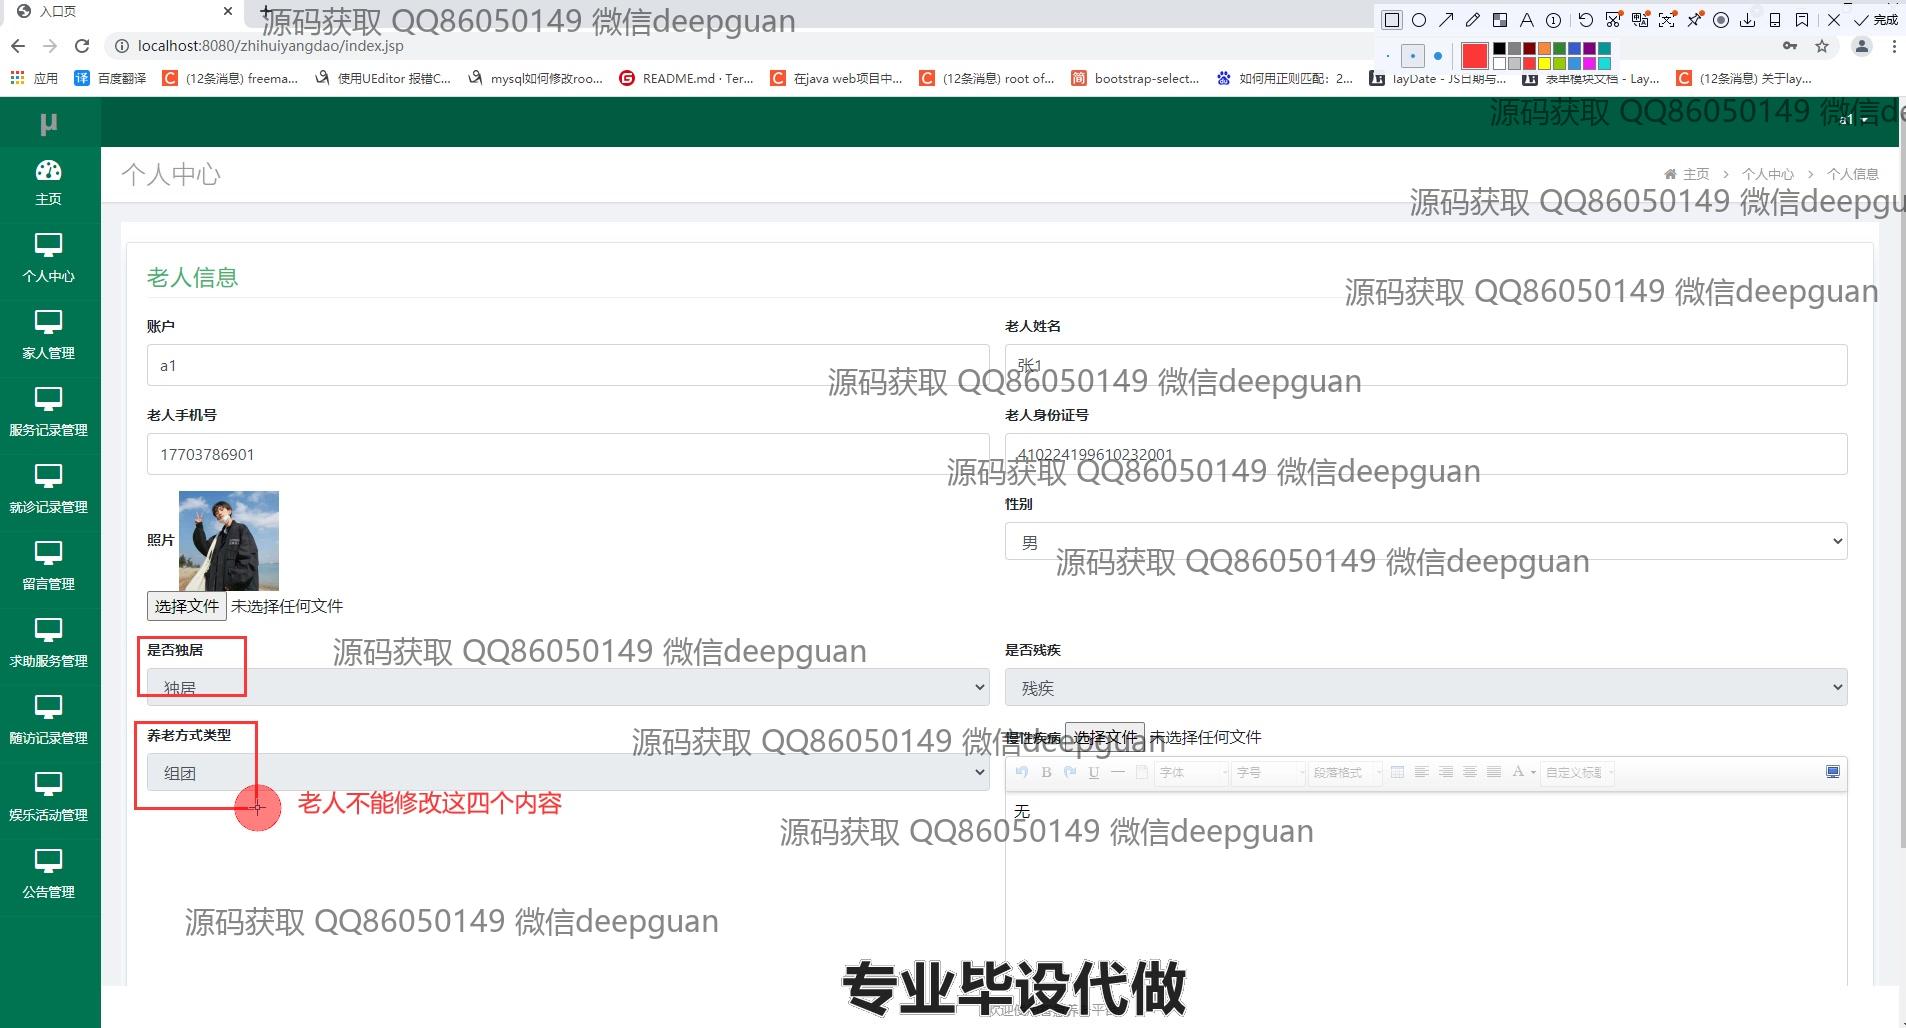 入口页
源码获取 QQ86050149 微信deepguan
完成
localhost:8080/zhihuiyangdao/index.jsp
应用
百度翻译
(12条消息) freema...
使用UEditor 报错C...
mysql如何修改roo...
README.md · Ter...
在java web项目中...
(12条消息) root of...
bootstrap-select...
如何用正则匹配：2...
layDate - JS日期与...
表单模块文档 - Lay...
(12条消息) 关于lay...
μ
源码获取 QQ86050149 微信de
a1
个人中心
主页 > 个人中心 > 个人信息
源码获取 QQ86050149 微信deepgu
主页
个人中心
家人管理
服务记录管理
就诊记录管理
留言管理
求助服务管理
随访记录管理
娱乐活动管理
公告管理
老人信息
源码获取 QQ86050149 微信deepguan
账户
老人姓名
a1
张1
源码获取 QQ86050149 微信deepguan
老人手机号
老人身份证号
17703786901
410224199610232001
源码获取 QQ86050149 微信deepguan
照片
性别
男
源码获取 QQ86050149 微信deepguan
选择文件 未选择任何文件
是否独居
源码获取 QQ86050149 微信deepguan
是否残疾
独居
残疾
养老方式类型
源码获取 QQ86050149 微信deepguan
慢性疾病 选择文件 未选择任何文件
组团
B U 字体 字号 段落格式 A 自定义标题
老人不能修改这四个内容
无
源码获取 QQ86050149 微信deepguan
源码获取 QQ86050149 微信deepguan
专业毕设代做